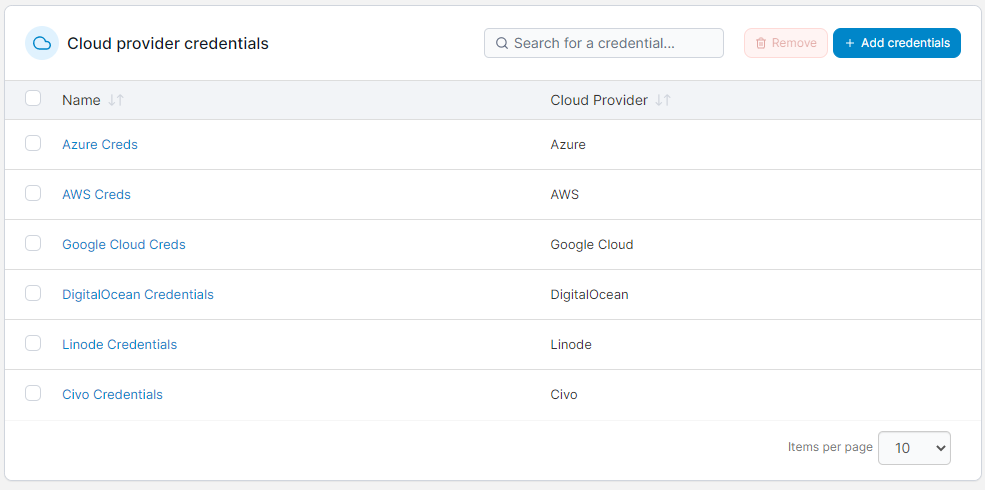 Cloud provider credentials Search for a credential... Remove + Add credentials
Name Cloud Provider
Azure Creds Azure
AWS Creds AWS
Google Cloud Creds Google Cloud
DigitalOcean Credentials DigitalOcean
Linode Credentials Linode
Civo Credentials Civo
Items per page 10